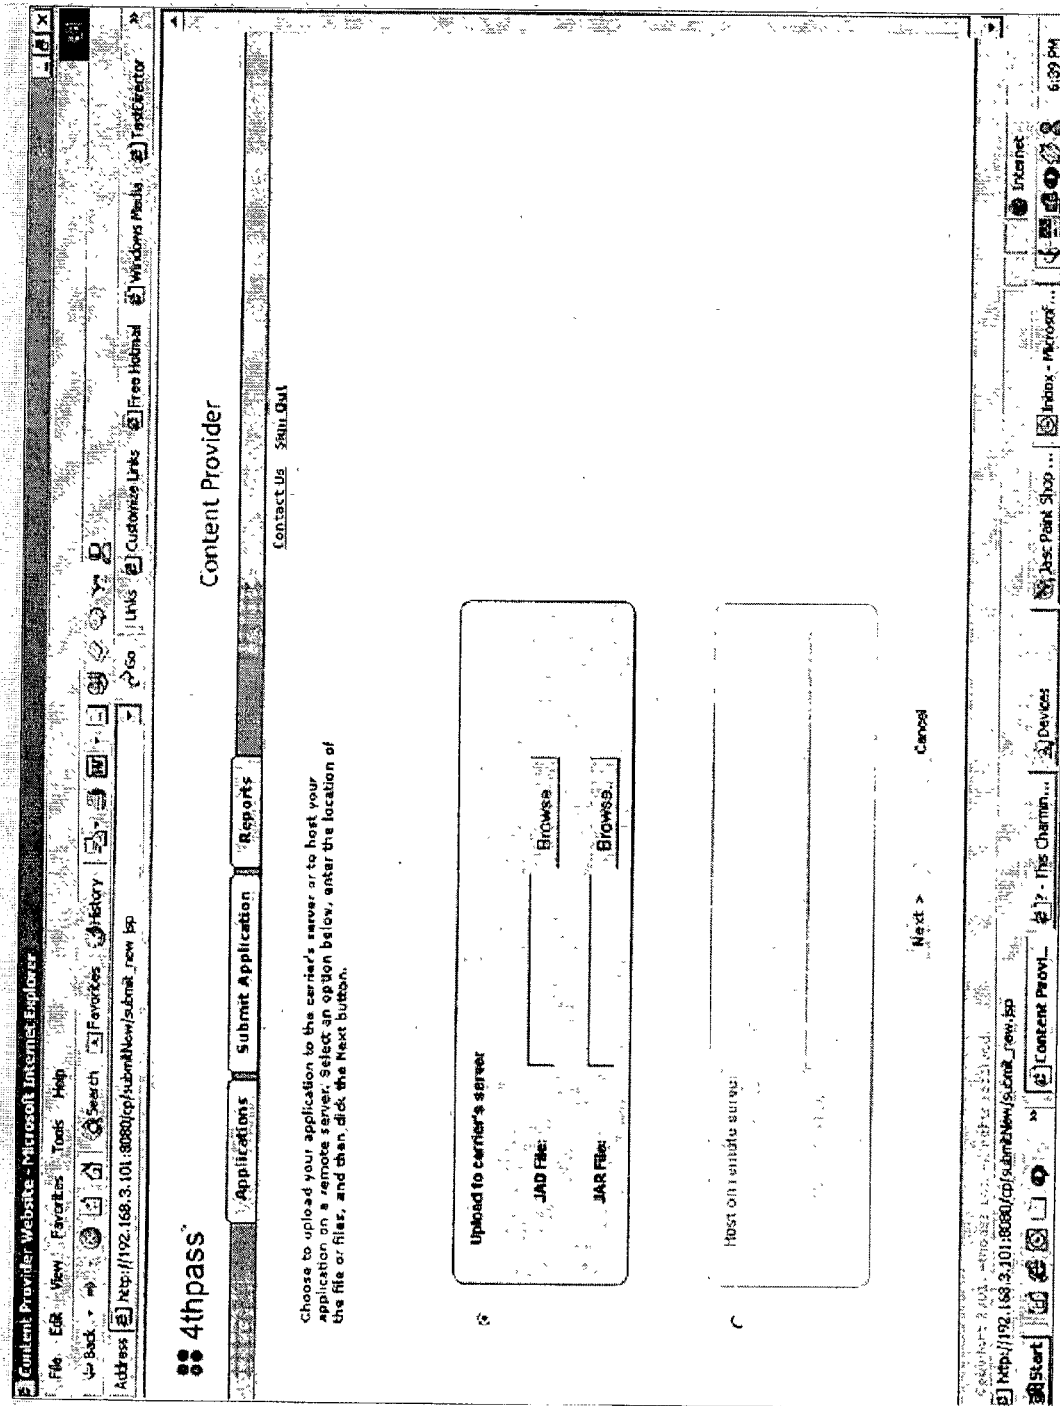 Content Provider Website - Microsoft Internet Explorer
File Edit View Favorites Tools Help
Back Search Favorites History
Address http://192.168.3.101:8080/cp/submitNew/submit_new.jsp Go Links Customize Links Free Hotmail Windows Media TestDirector »
4thpass Content Provider
Applications Submit Application Reports
Contact Us Sign Out
Choose to upload your application to the carrier's server or to host your
application on a remote server. Select an option below, enter the location of
the file or files, and then click the Next button.
Upload to carrier's server
JAD File: Browse...
JAR File: Browse...
Host on remote server
Next > Cancel
http://192.168.3.101:8080/cp/submitNew/submit_new.jsp Internet
Start » Content Provi... ? - This Charmin... Devices Jasc Paint Shop ... Inbox - Microsof... 6:39 PM